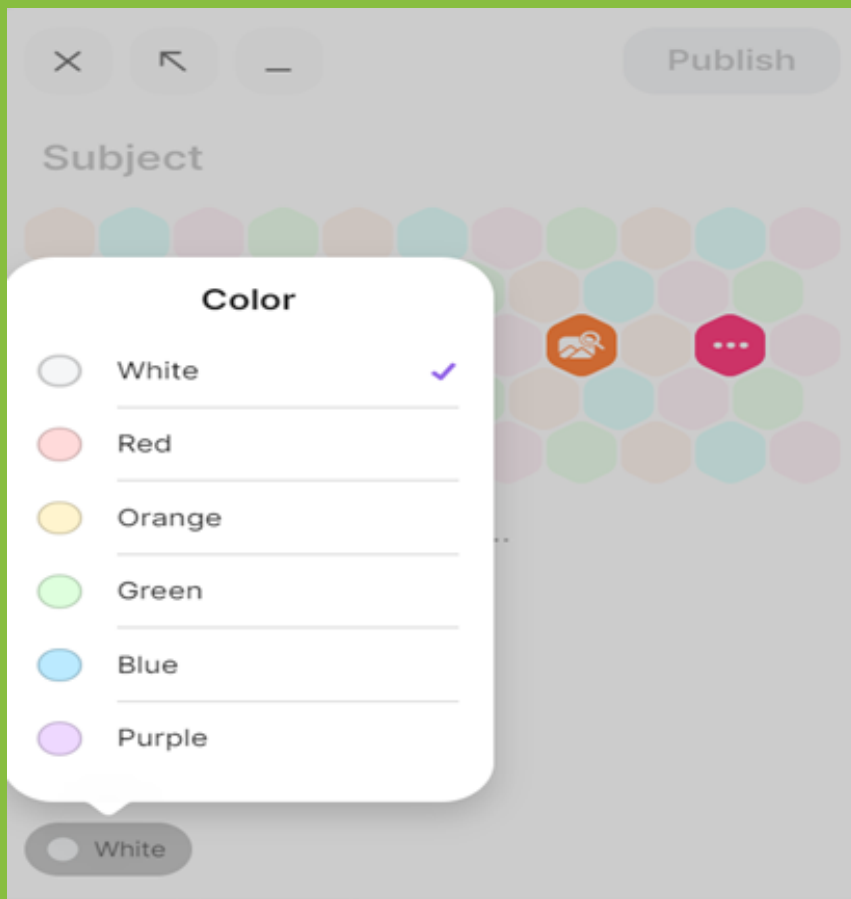 Publish
Subject
Color
White
Red
Orange
Green
Blue
Purple
White